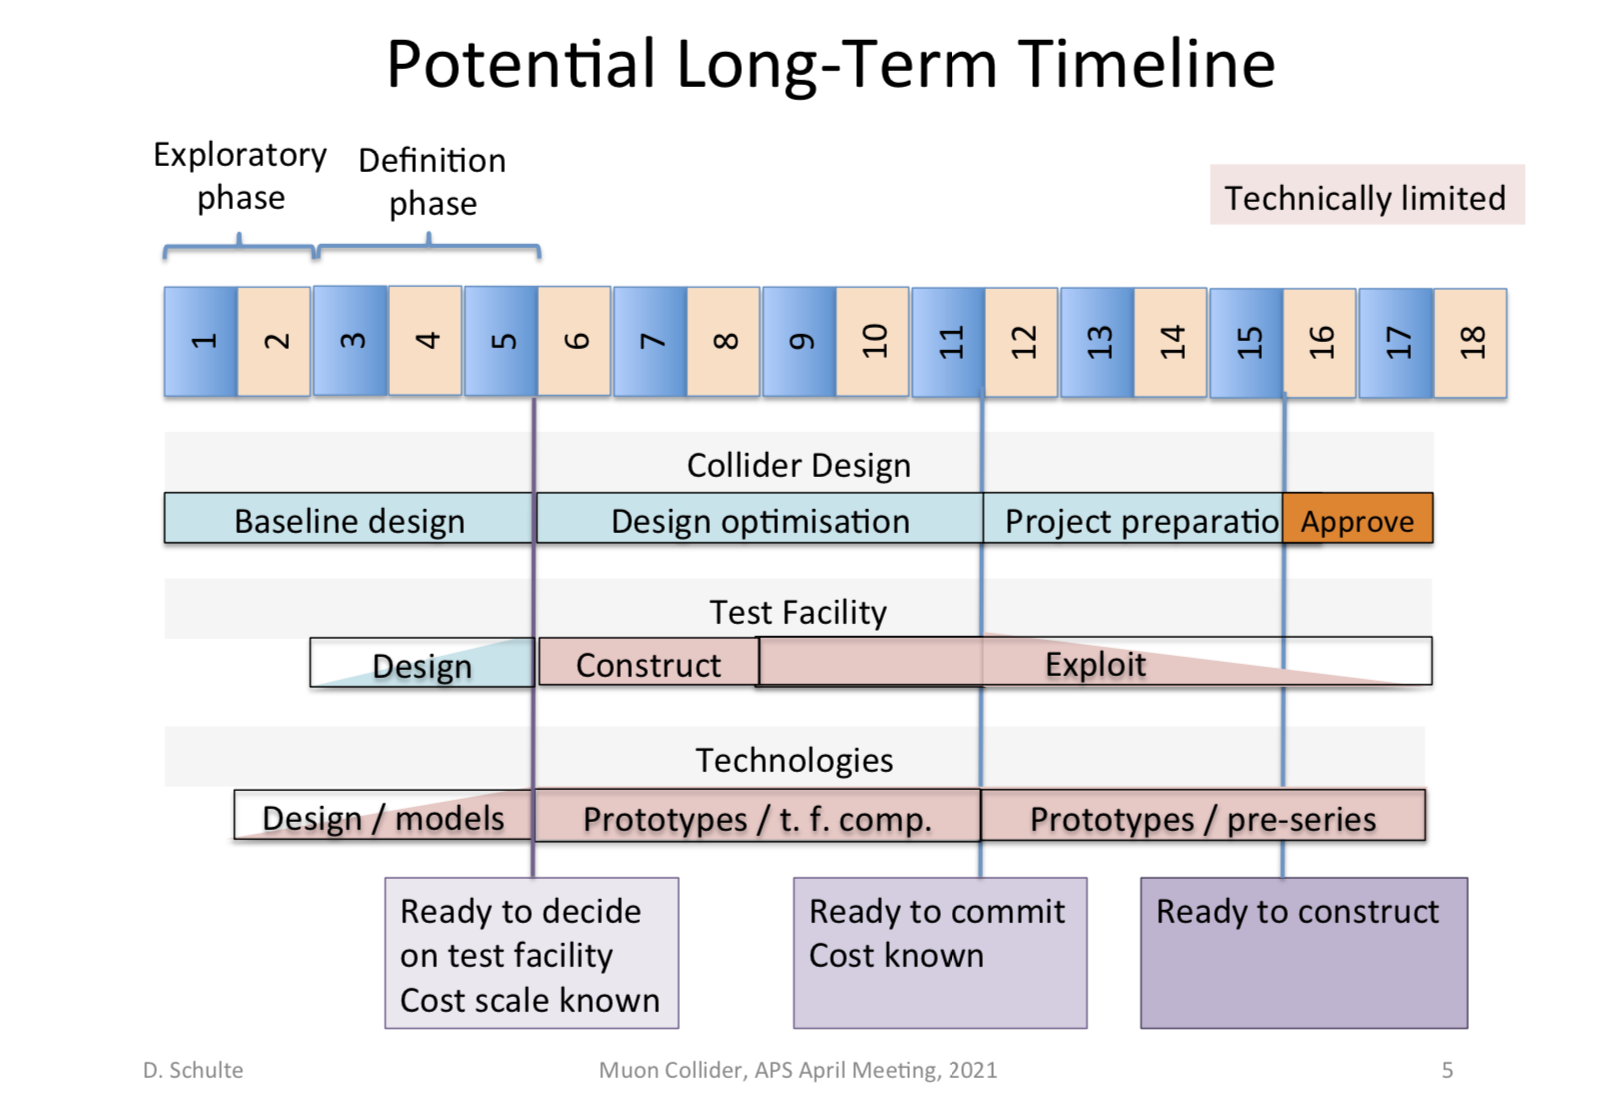 Potential Long-Term Timeline
Exploratory
phase
Definition
phase
Technically limited
1 2 3 4 5 6 7 8 9 10 11 12 13 14 15 16 17 18
Collider Design
Baseline design Design optimisation Project preparatio Approve
Test Facility
Design Construct Exploit
Technologies
Design / models Prototypes / t. f. comp. Prototypes / pre-series
Ready to decide
on test facility
Cost scale known
Ready to commit
Cost known
Ready to construct
D. Schulte Muon Collider, APS April Meeting, 2021 5